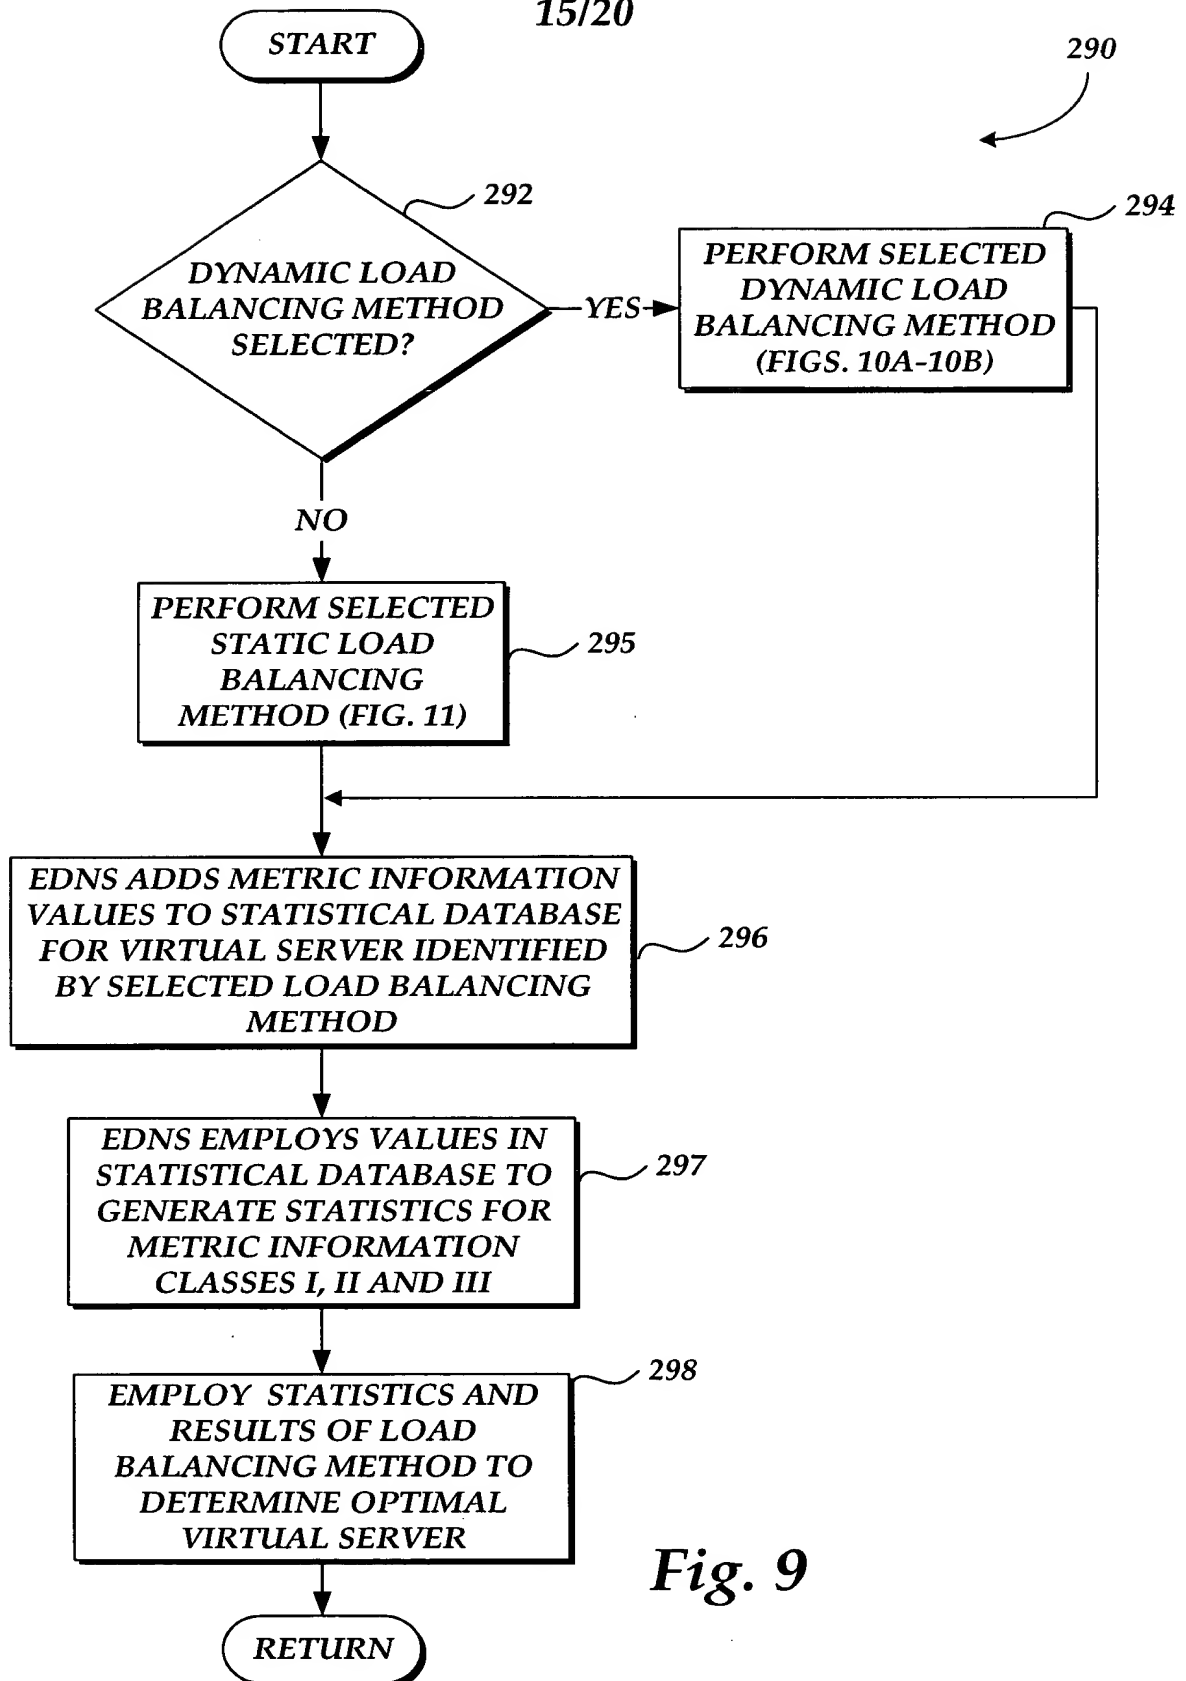 15/20
START
290
292
DYNAMIC LOAD
BALANCING METHOD
SELECTED?
YES
294
PERFORM SELECTED
DYNAMIC LOAD
BALANCING METHOD
(FIGS. 10A-10B)
NO
PERFORM SELECTED
STATIC LOAD
BALANCING
METHOD (FIG. 11)
295
EDNS ADDS METRIC INFORMATION
VALUES TO STATISTICAL DATABASE
FOR VIRTUAL SERVER IDENTIFIED
BY SELECTED LOAD BALANCING
METHOD
296
EDNS EMPLOYS VALUES IN
STATISTICAL DATABASE TO
GENERATE STATISTICS FOR
METRIC INFORMATION
CLASSES I, II AND III
297
EMPLOY STATISTICS AND
RESULTS OF LOAD
BALANCING METHOD TO
DETERMINE OPTIMAL
VIRTUAL SERVER
298
Fig. 9
RETURN